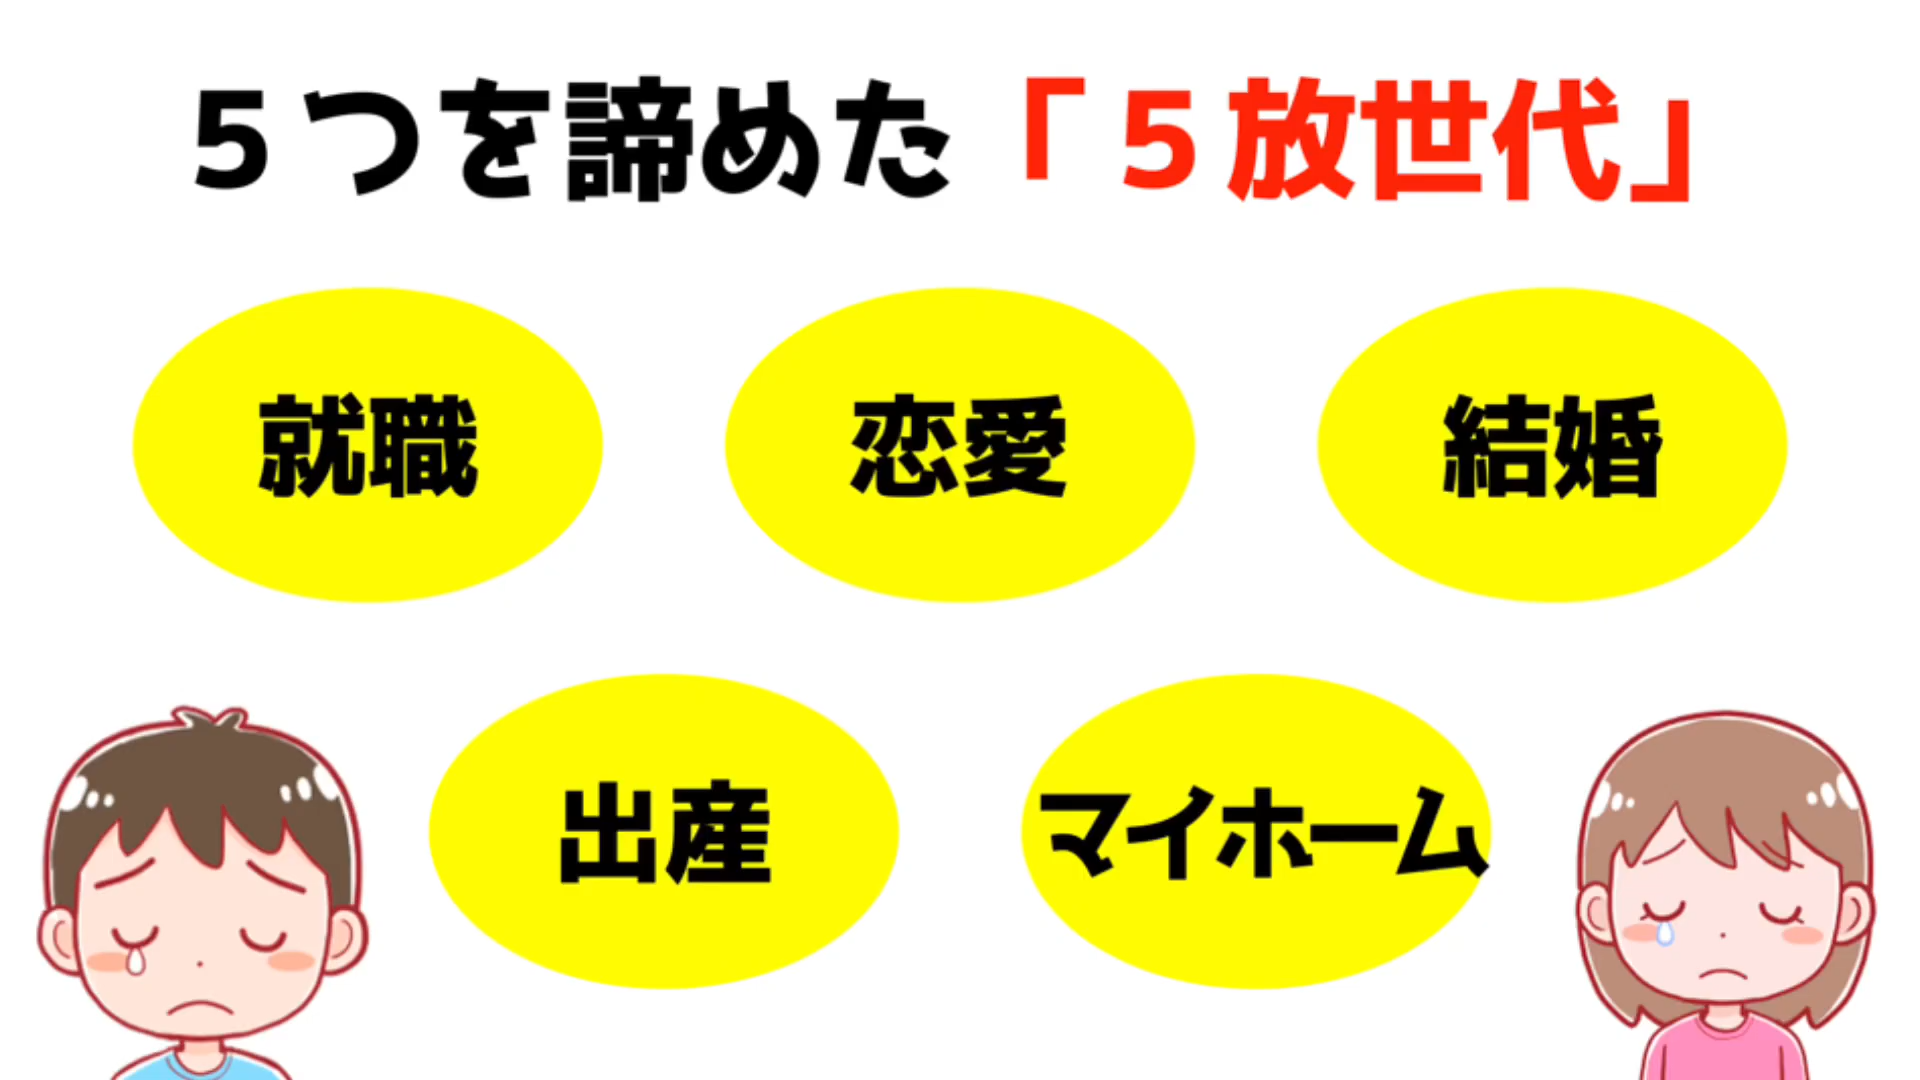 ５つを諦めた「５放世代」
就職
恋愛
結婚
出産
マイホーム